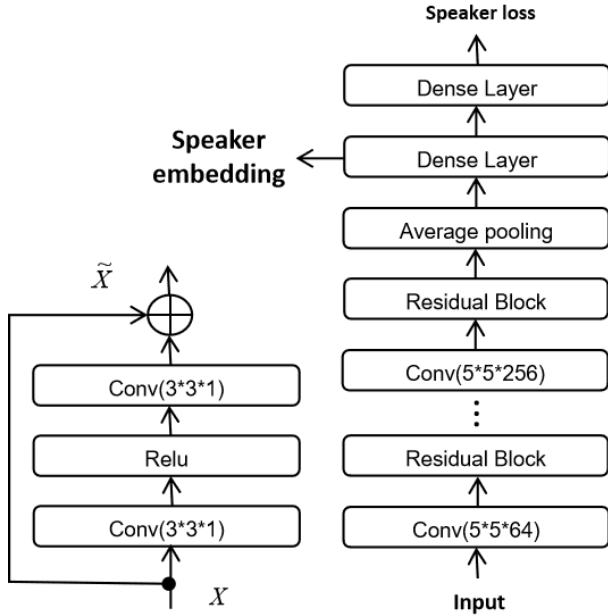 Speaker loss
Dense Layer
Speaker
embedding
Dense Layer
Average pooling
Residual Block
Conv(5*5*256)
⋮
Residual Block
Conv(5*5*64)
Input
X̃
Conv(3*3*1)
Relu
Conv(3*3*1)
X